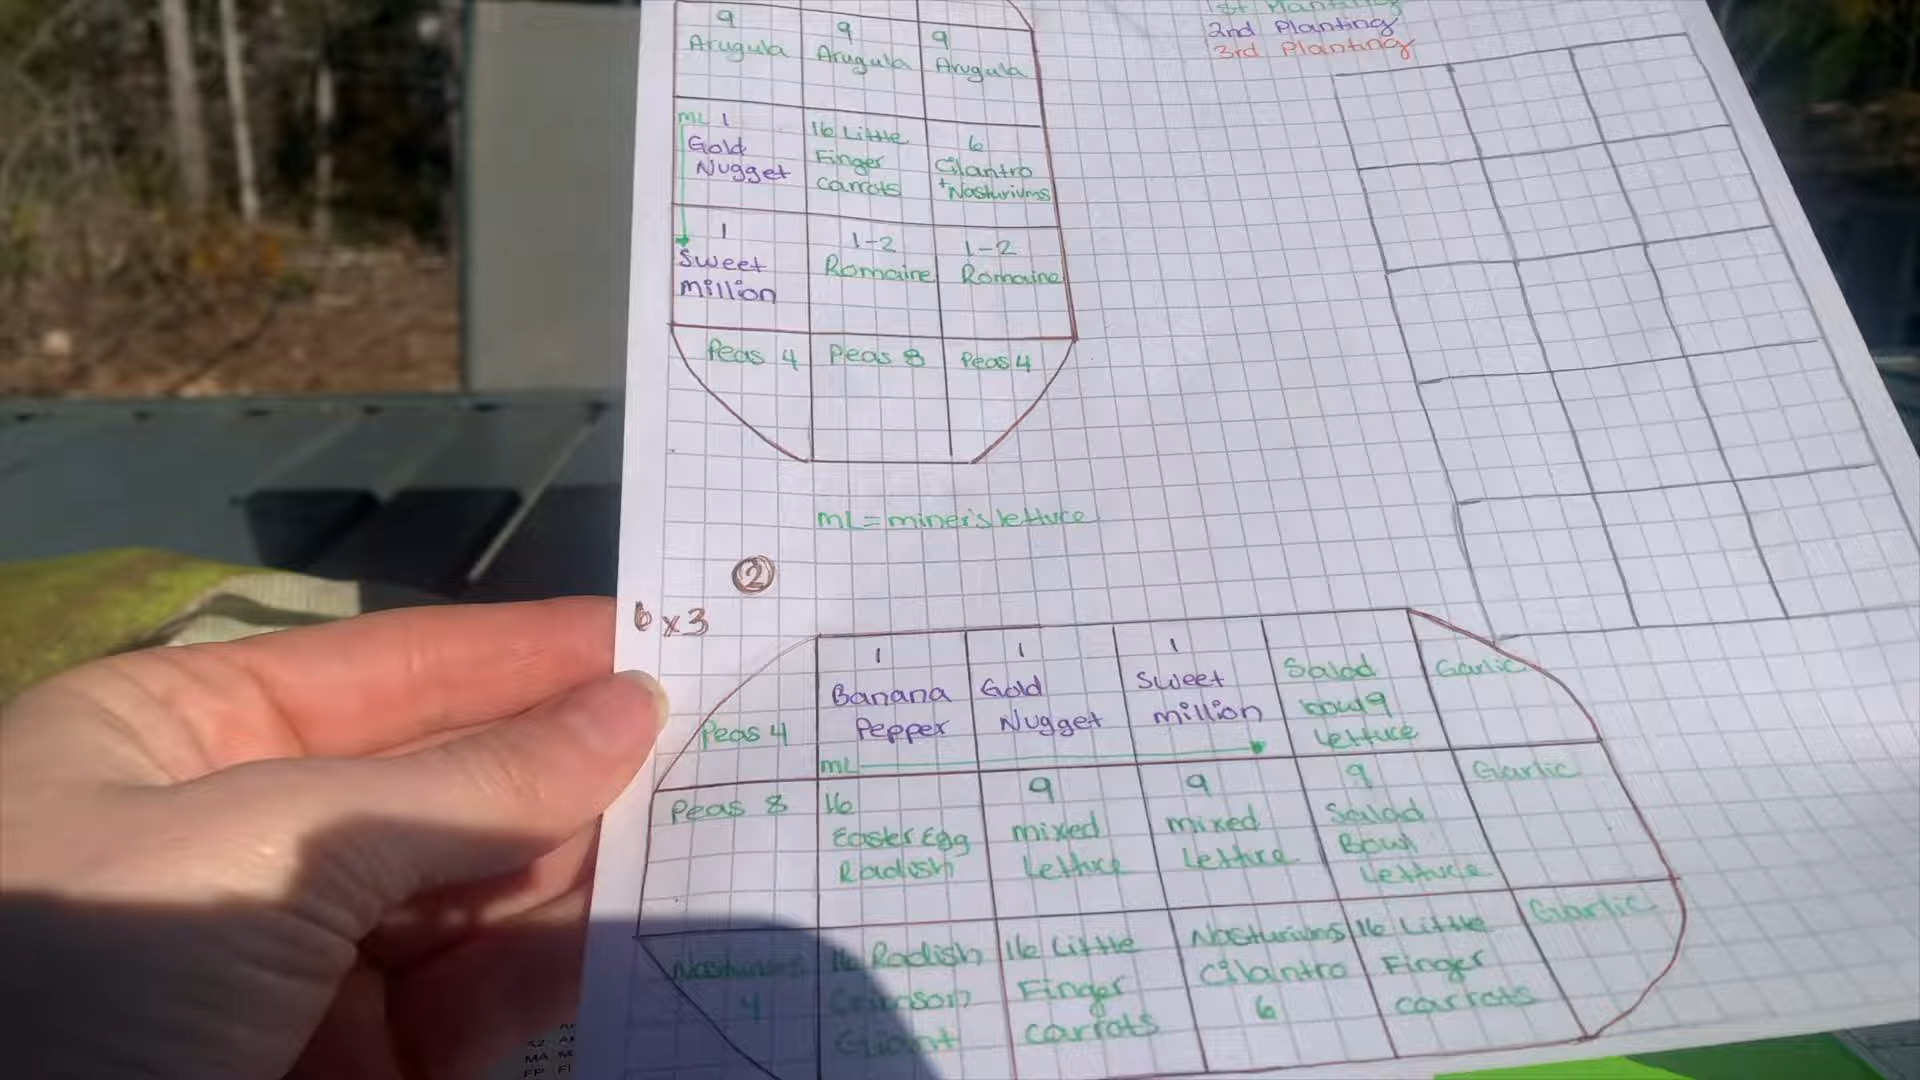 1st Planting
2nd Planting
3rd Planting
9
Arugula
9
Arugula
9
Arugula
mL 1
Gold
Nugget
16 Little
Finger
carrots
6
Cilantro
+Nasturiums
1
Sweet
million
1-2
Romaine
1-2
Romaine
Peas 4
Peas 8
Peas 4
mL = miner's lettuce
2
6 x 3
Peas 4
1
Banana
Pepper
mL
1
Gold
Nugget
1
Sweet
million
Salad
bowl 9
lettuce
Garlic
Peas 8
16
Easter Egg
Radish
9
mixed
Lettuce
9
mixed
Lettuce
9
Salad
Bowl
Lettuce
Garlic
Nasturiums
4
16 Radish
Crimson
Giant
16 Little
Finger
carrots
Nasturiums
Cilantro
6
16 Little
Finger
carrots
Garlic